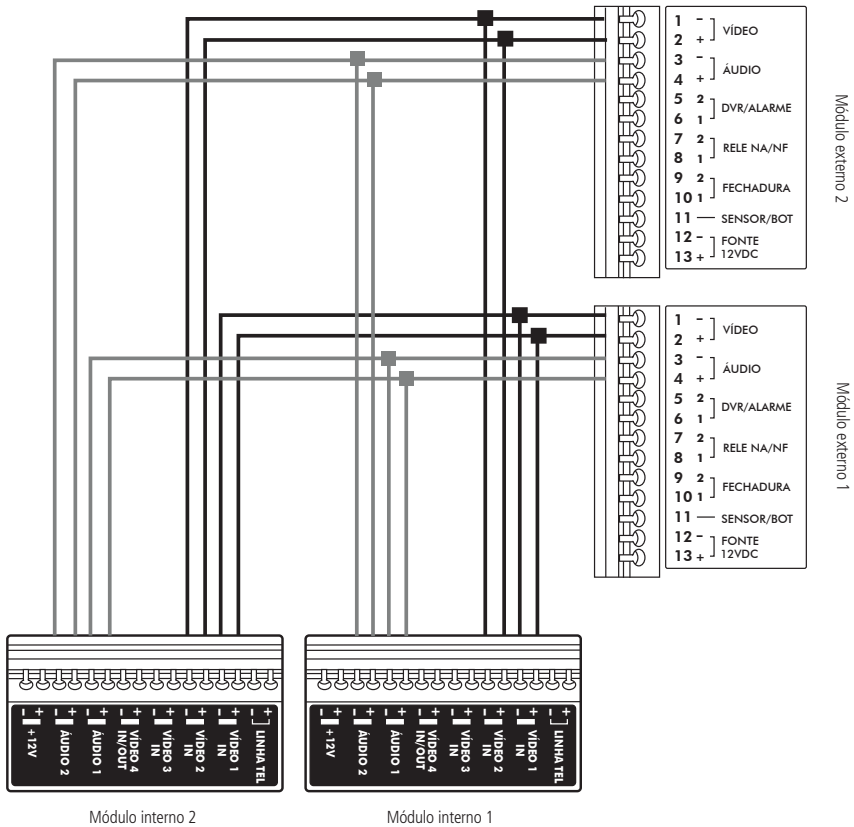 1 -
2 + VÍDEO
3 -
4 + ÁUDIO
5 2
6 1 DVR/ALARME
7 2
8 1 RELE NA/NF
9 2
10 1 FECHADURA
11 — SENSOR/BOT
12 - FONTE
13 + 12VDC
Módulo externo 2
1 -
2 + VÍDEO
3 -
4 + ÁUDIO
5 2
6 1 DVR/ALARME
7 2
8 1 RELE NA/NF
9 2
10 1 FECHADURA
11 — SENSOR/BOT
12 - FONTE
13 + 12VDC
Módulo externo 1
- + +12V
- + ÁUDIO 2
- + ÁUDIO 1
- + VÍDEO 4 IN/OUT
- + VÍDEO 3 IN
- + VÍDEO 2 IN
- + VÍDEO 1 IN
- + LINHA TEL
Módulo interno 2
- + +12V
- + ÁUDIO 2
- + ÁUDIO 1
- + VÍDEO 4 IN/OUT
- + VÍDEO 3 IN
- + VÍDEO 2 IN
- + VÍDEO 1 IN
- + LINHA TEL
Módulo interno 1